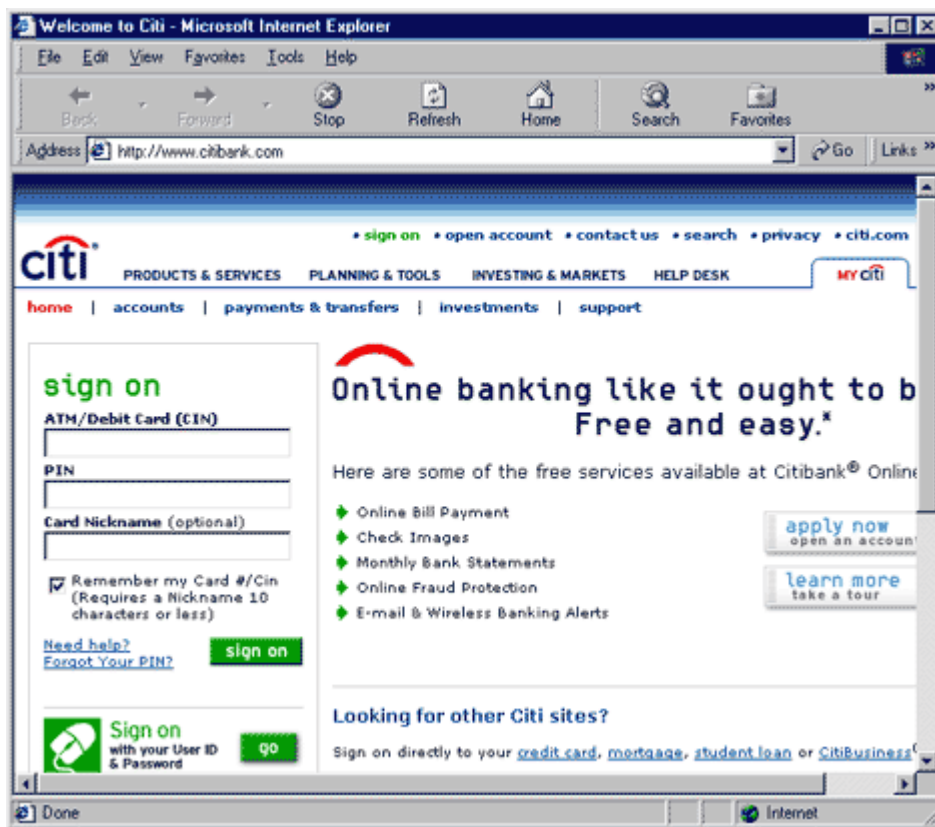 Welcome to Citi - Microsoft Internet Explorer
File Edit View Favorites Tools Help
Back Forward Stop Refresh Home Search Favorites »
Address http://www.citibank.com Go Links »
• sign on • open account • contact us • search • privacy • citi.com
citi PRODUCTS & SERVICES PLANNING & TOOLS INVESTING & MARKETS HELP DESK MY citi
home | accounts | payments & transfers | investments | support
sign on
ATM/Debit Card (CIN)
PIN
Card Nickname (optional)
Remember my Card #/Cin
(Requires a Nickname 10
characters or less)
Need help?
Forgot Your PIN?
sign on
Sign on
with your User ID
& Password
go
Online banking like it ought to b
Free and easy.*
Here are some of the free services available at Citibank® Online
Online Bill Payment
Check Images
Monthly Bank Statements
Online Fraud Protection
E-mail & Wireless Banking Alerts
apply now
open an accoun
learn more
take a tour
Looking for other Citi sites?
Sign on directly to your credit card, mortgage, student loan or CitiBusiness
Done Internet